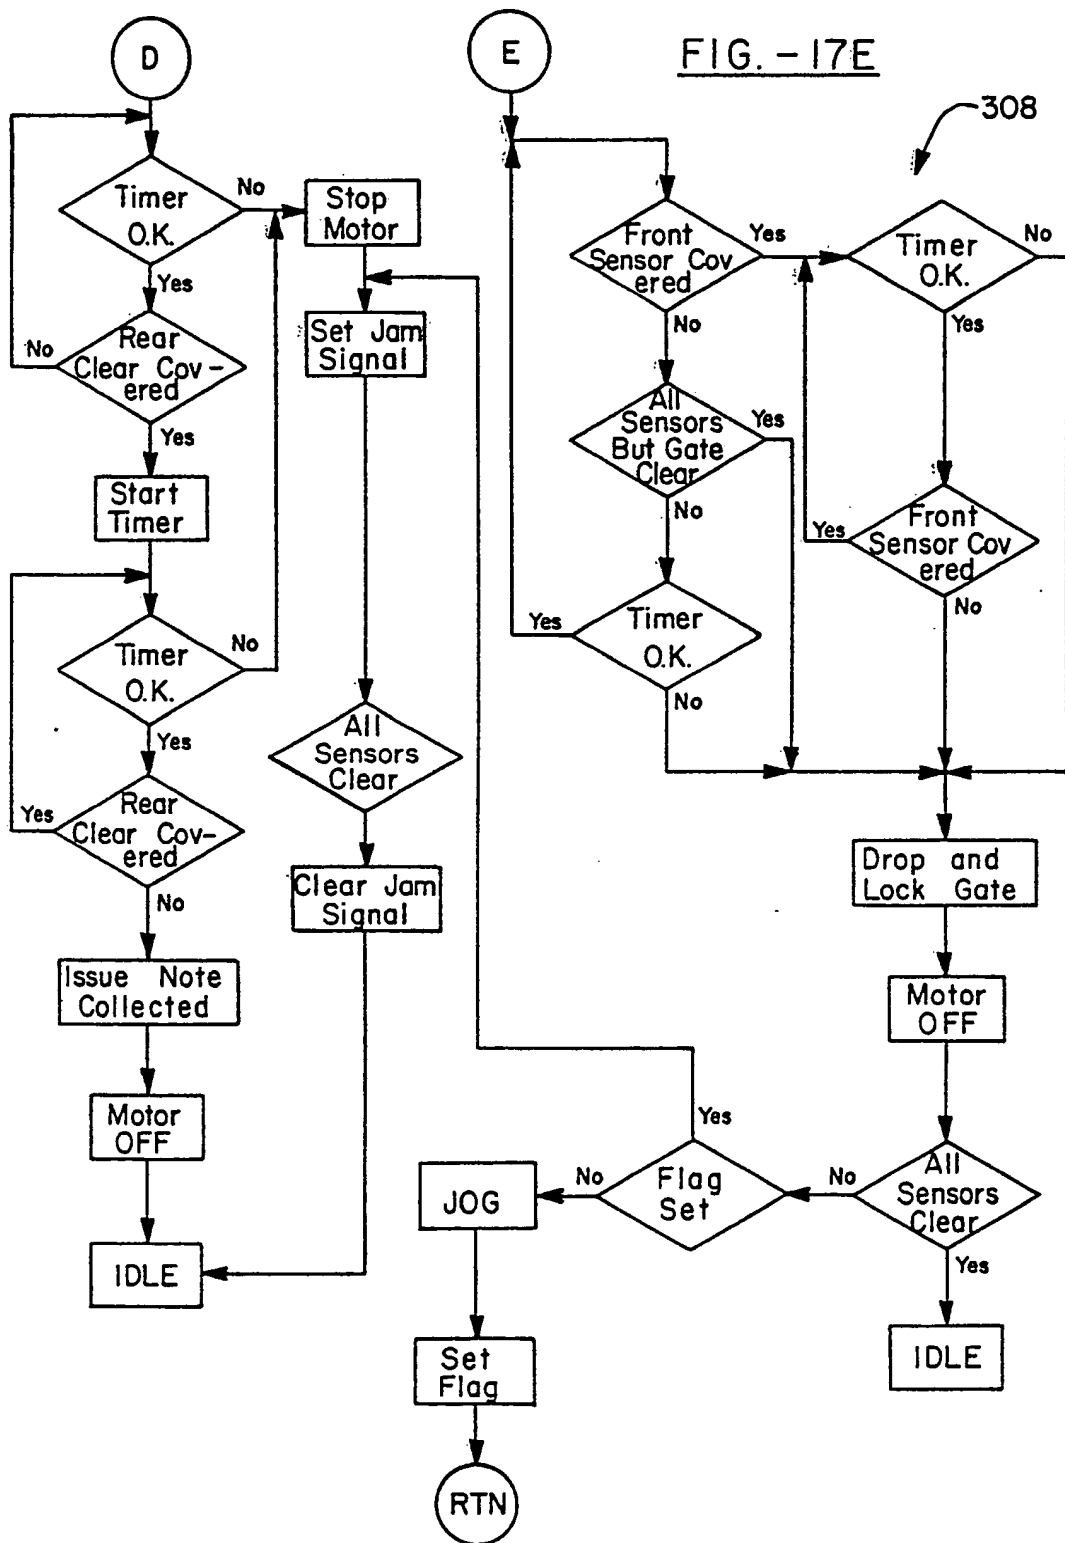 D
E
FIG. - 17E
308
Timer
O.K.
No
Yes
Rear
Clear Cov-
ered
No
Yes
Start
Timer
Timer
O.K.
No
Yes
Rear
Clear Cov-
ered
Yes
No
Issue Note
Collected
Motor
OFF
IDLE
Stop
Motor
Set Jam
Signal
All
Sensors
Clear
Clear Jam
Signal
Front
Sensor Cov
ered
Yes
No
All
Sensors
But Gate
Clear
Yes
No
Timer
O.K.
Yes
No
Timer
O.K.
No
Yes
Front
Sensor Cov
ered
Yes
No
Drop and
Lock Gate
Motor
OFF
All
Sensors
Clear
No
Yes
IDLE
Flag
Set
Yes
No
JOG
Set
Flag
RTN